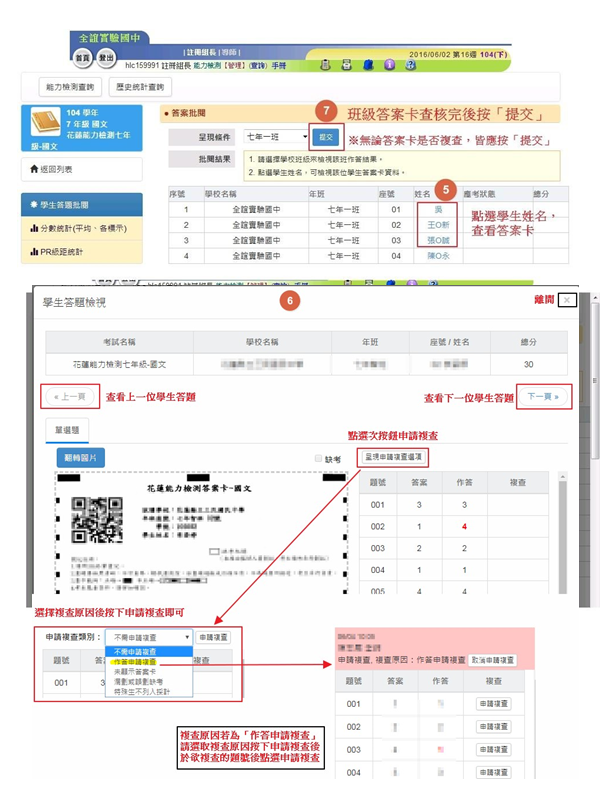 全誼實驗國中
首頁 登出
| 註冊組長 | 導師 |
2016/06/02 第16週 104(下)
hlc159991 註冊組長 能力檢測【管理】(查詢) 手冊
能力檢測查詢 歷史統計查詢
104 學年
7 年級 國文
花蓮能力檢測七年級-國文
返回列表
學生答題批閱
分數統計(平均、各標示)
PR級距統計
答案批閱
7 班級答案卡查核完後按「提交」
呈現條件 七年一班 提交
※無論答案卡是否複查，皆應按「提交」
批閱結果
1. 請選擇學校班級來檢視該班作答結果。
2. 點選學生姓名，可檢視該位學生答案卡資料。
序號 學校名稱 年班 座號 姓名 應考狀態 總分
5
1 全誼實驗國中 七年一班 01 吳
2 全誼實驗國中 七年一班 02 王O新
3 全誼實驗國中 七年一班 03 張O誠
4 全誼實驗國中 七年一班 04 陳O永
點選學生姓名，
查看答案卡
學生答題檢視
6
離開 ×
考試名稱 學校名稱 年班 座號 / 姓名 總分
花蓮能力檢測七年級-國文 30
« 上一頁 查看上一位學生答題
查看下一位學生答題 下一頁 »
單選題
點選次按鈕申請複查
翻轉圖片 缺考 呈現申請複查選項
花蓮能力檢測答案卡-國文
題號 答案 作答 複查
001 3 3
002 1 4
003 2 2
004 1 1
005 4 4
選擇複查原因後按下申請複查即可
申請複查類別： 不需申請複查 申請複查
不需申請複查
作答申請複查
未顯示答案卡
漏劃或誤劃缺考
特殊生不列入採計
題號 複查
001
申請複查, 複查原因：作答申請複查 取消申請複查
題號 答案 作答 複查
001 申請複查
002 申請複查
003 申請複查
004 申請複查
複查原因若為「作答申請複查」
請選取複查原因按下申請複查後
於欲複查的題號後點選申請複查